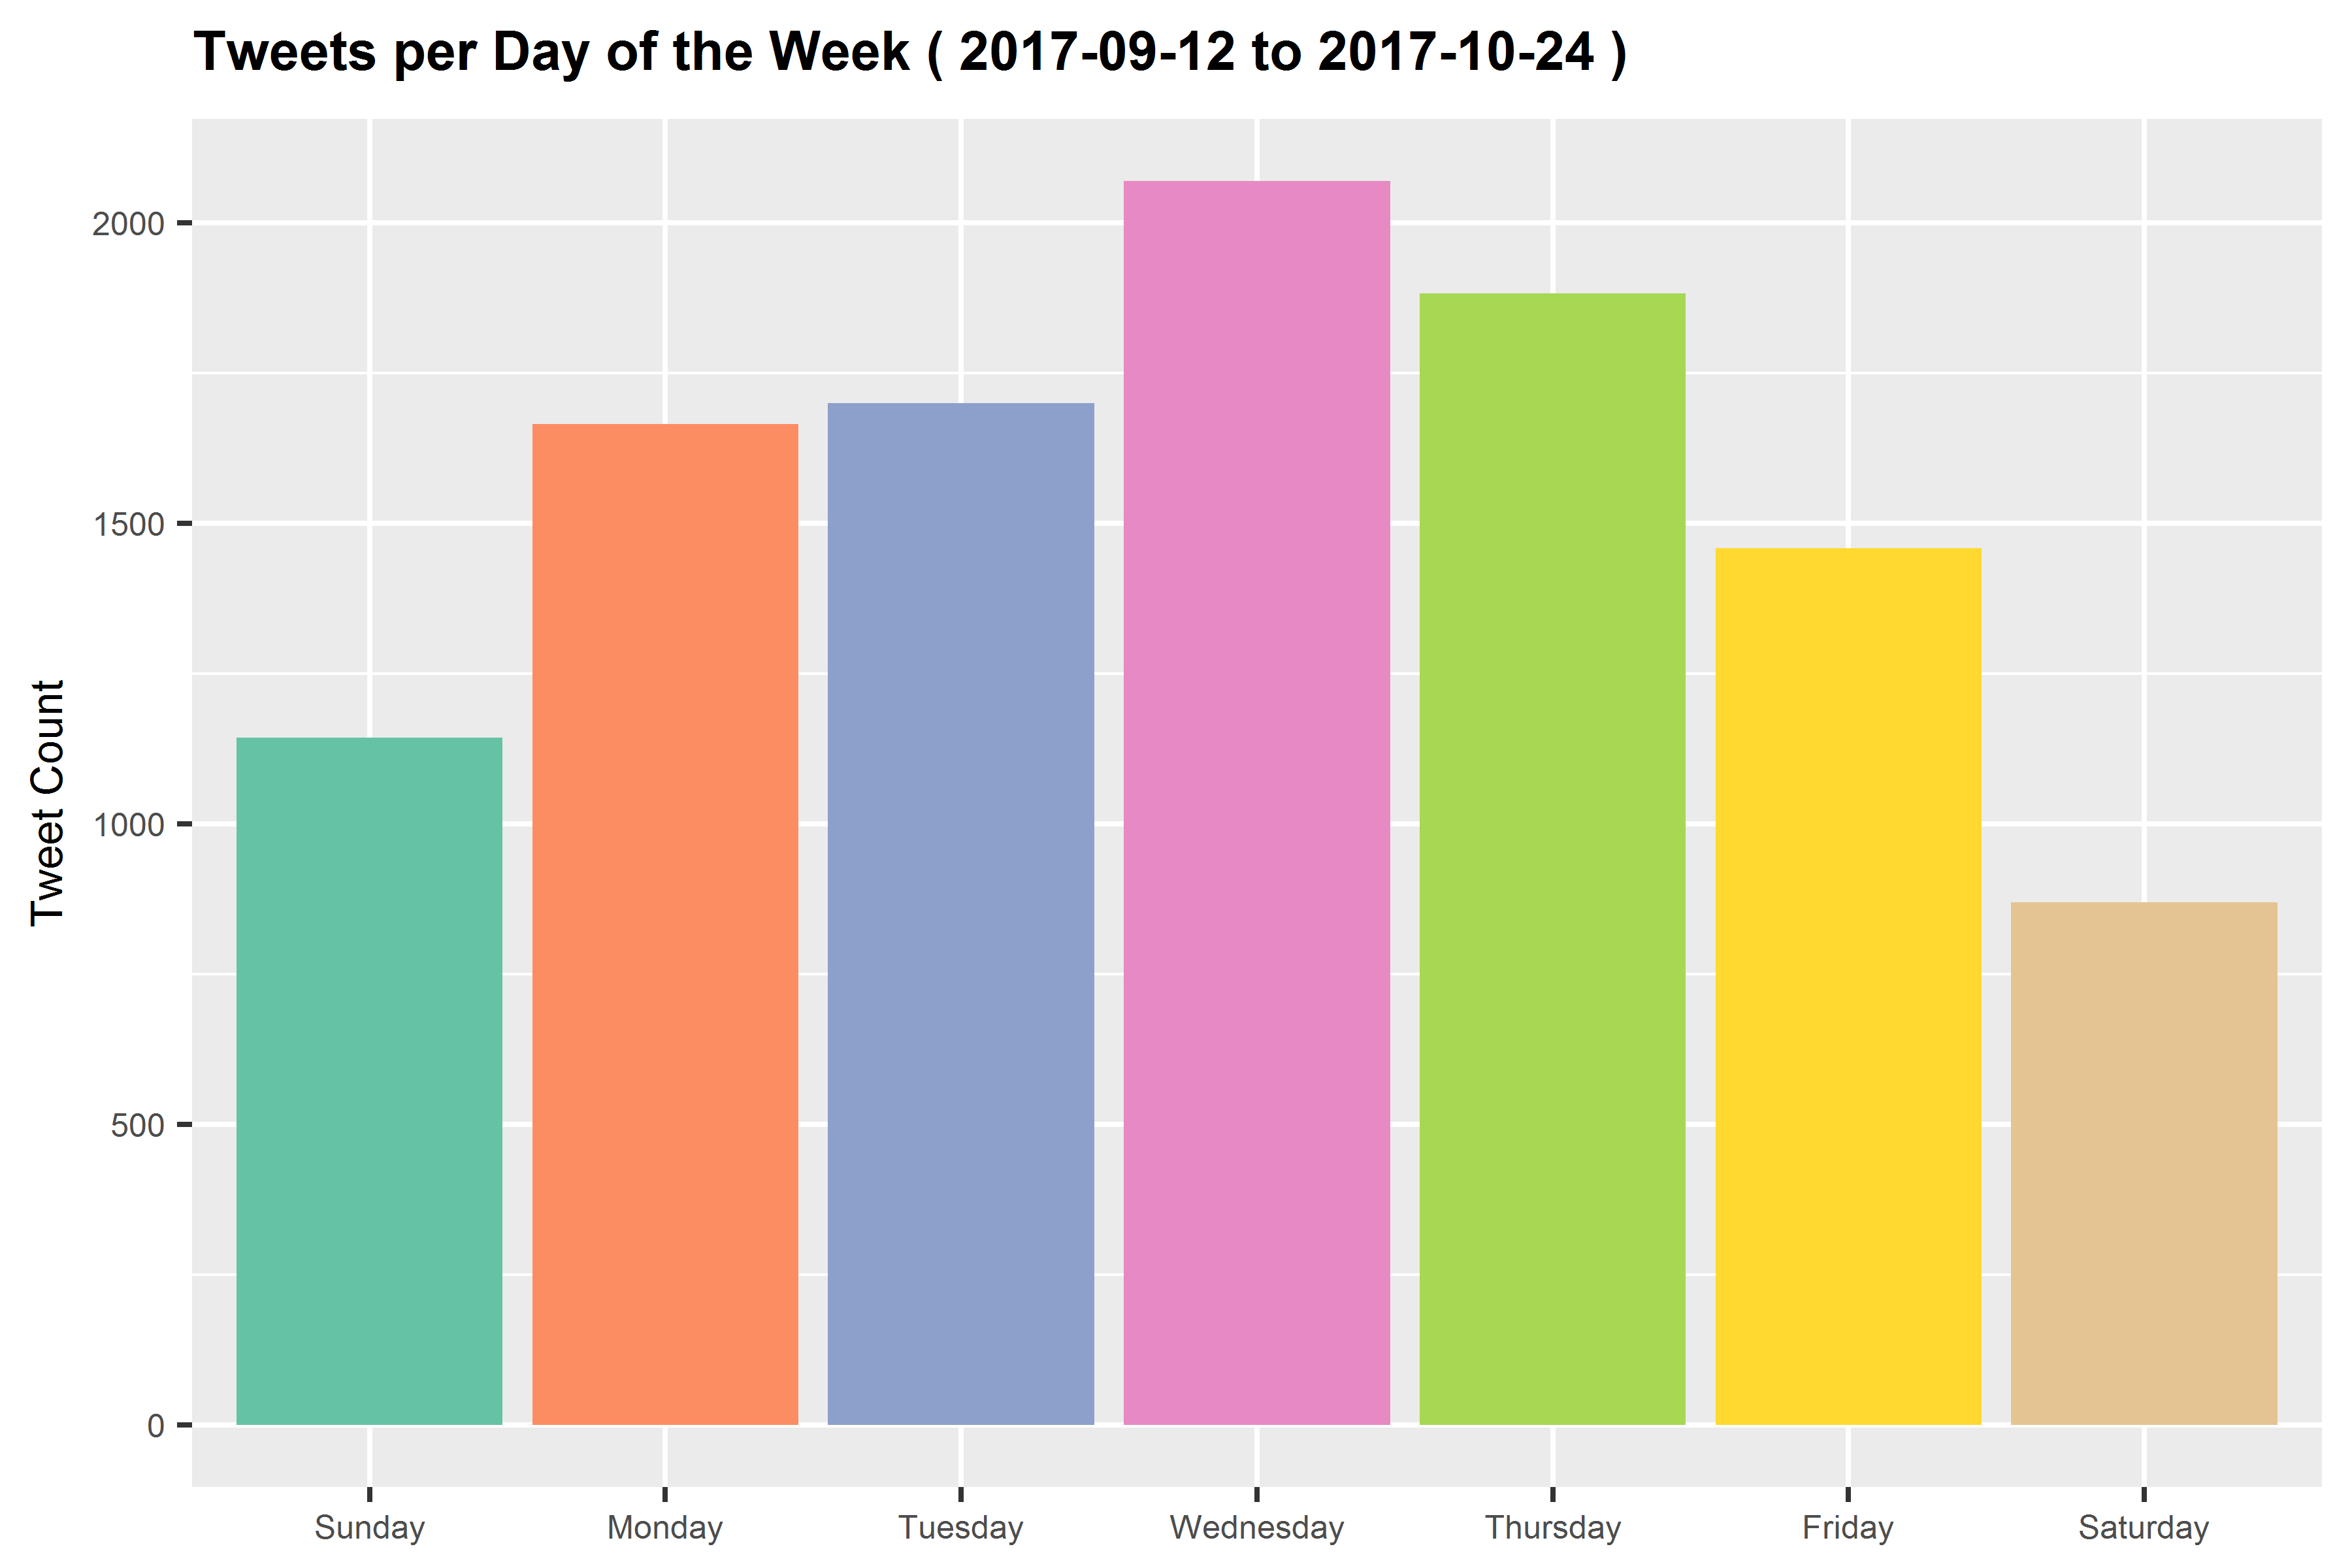 Tweets per Day of the Week ( 2017-09-12 to 2017-10-24 )
Tweet Count
2000
1500
1000
500
0
Sunday Monday Tuesday Wednesday Thursday Friday Saturday